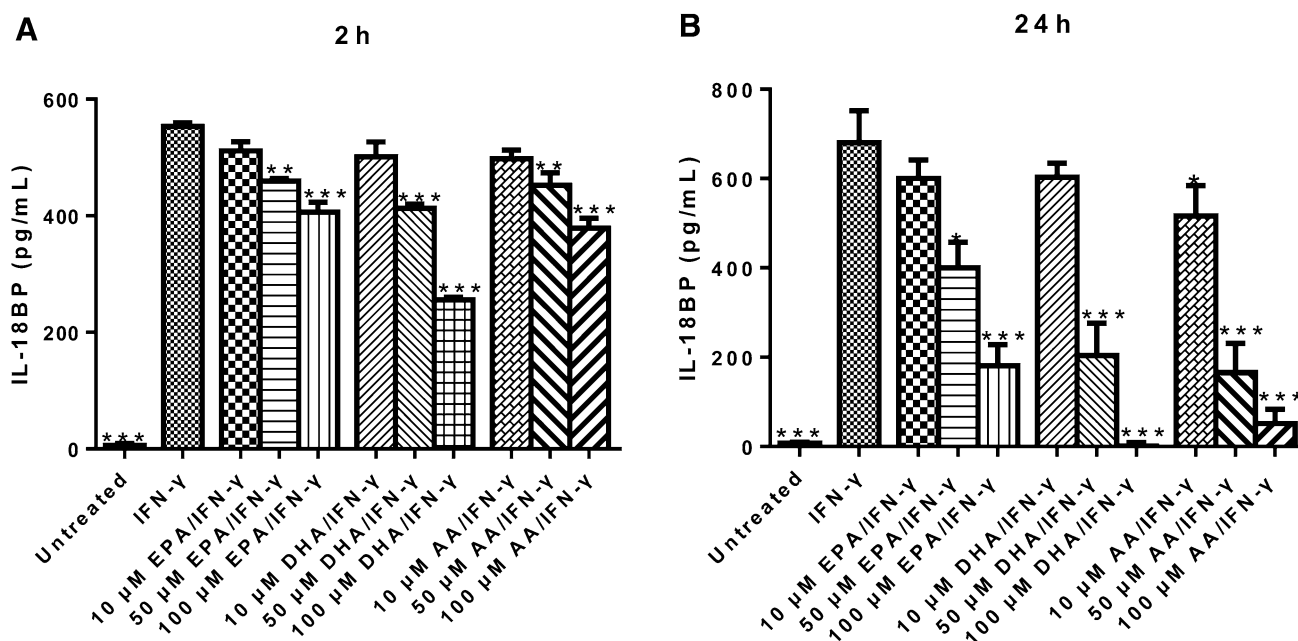 A
2h
IL-18BP (pg/mL)
600
400
200
0
***
**
***
***
***
**
***
Untreated
IFN-γ
10 μM EPA/IFN-γ
50 μM EPA/IFN-γ
100 μM EPA/IFN-γ
10 μM DHA/IFN-γ
50 μM DHA/IFN-γ
100 μM DHA/IFN-γ
10 μM AA/IFN-γ
50 μM AA/IFN-γ
100 μM AA/IFN-γ
B
24h
IL-18BP (pg/mL)
800
600
400
200
0
***
*
***
***
***
*
***
***
Untreated
IFN-γ
10 μM EPA/IFN-γ
50 μM EPA/IFN-γ
100 μM EPA/IFN-γ
10 μM DHA/IFN-γ
50 μM DHA/IFN-γ
100 μM DHA/IFN-γ
10 μM AA/IFN-γ
50 μM AA/IFN-γ
100 μM AA/IFN-γ